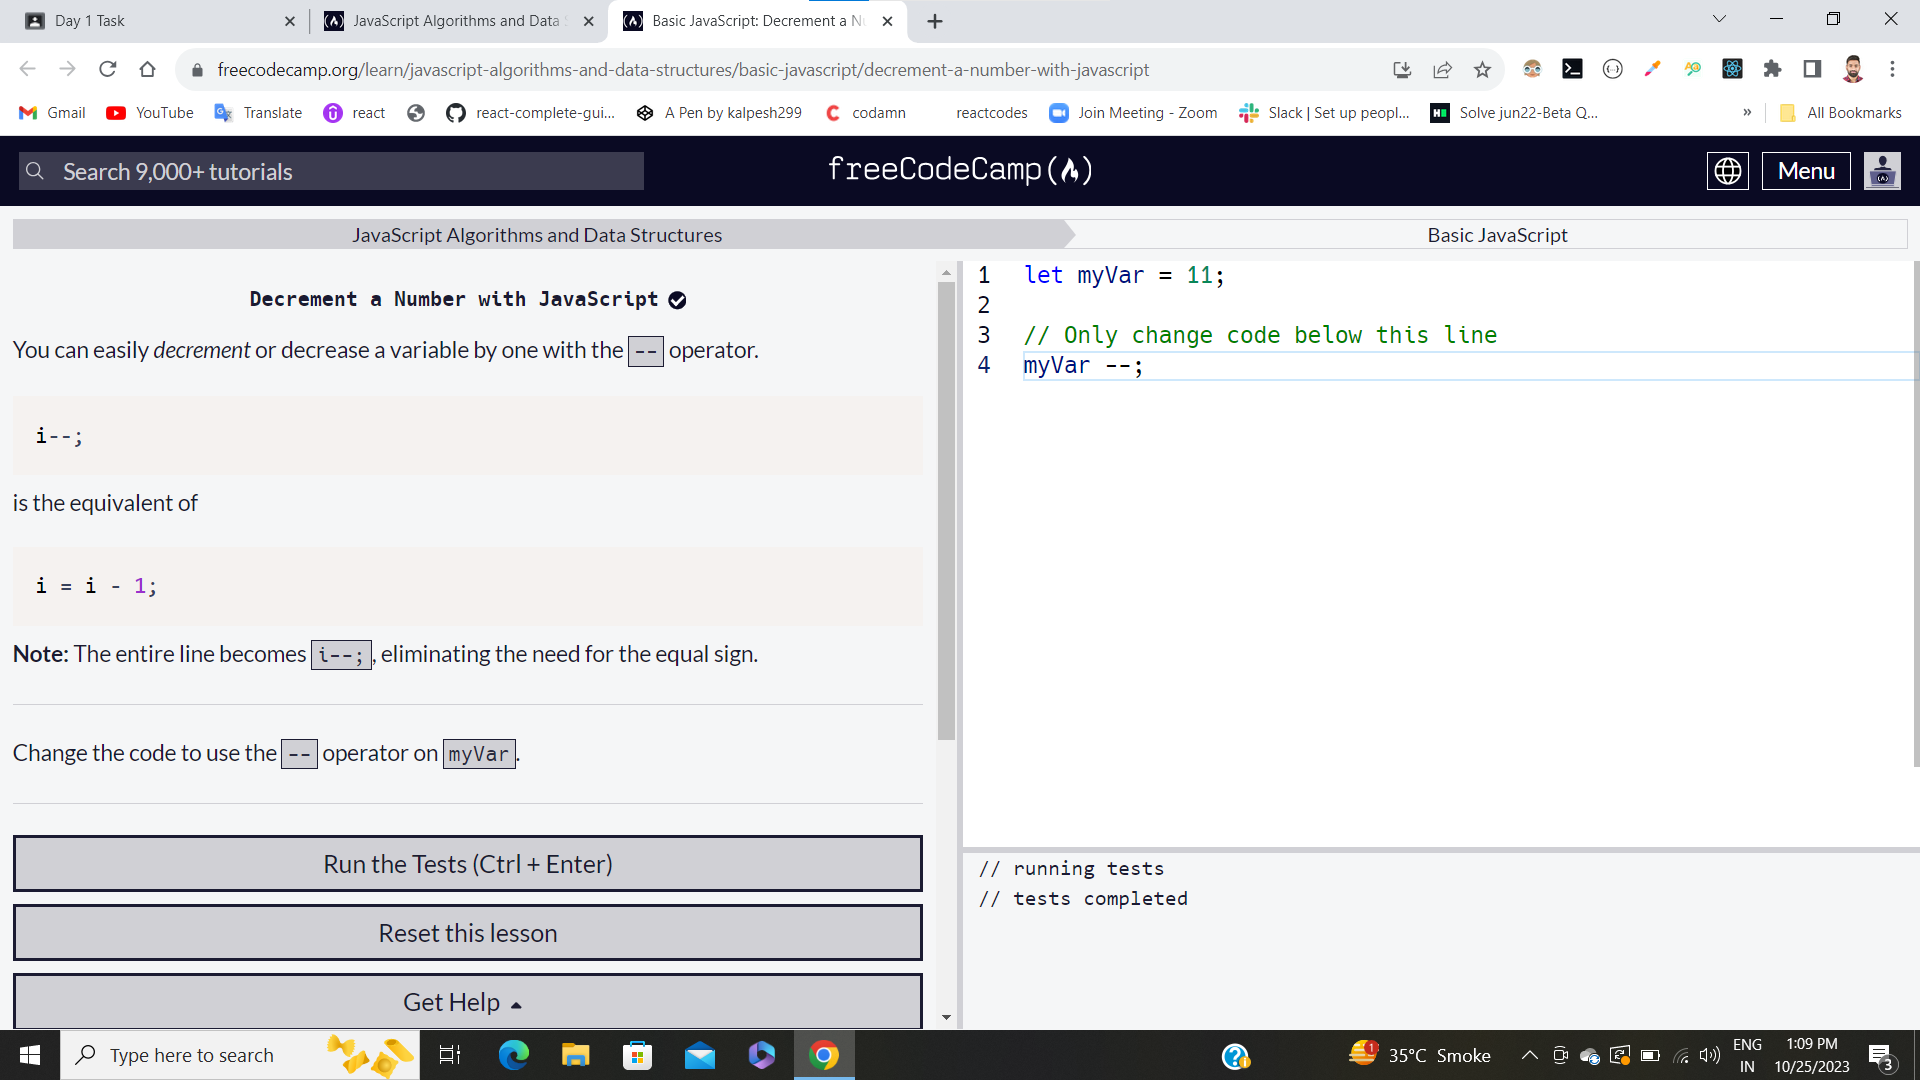 Day 1 Task
JavaScript Algorithms and Data
Basic JavaScript: Decrement a
freecodecamp.org/learn/javascript-algorithms-and-data-structures/basic-javascript/decrement-a-number-with-javascript
Gmail YouTube Translate react react-complete-gui... A Pen by kalpesh299 codamn reactcodes Join Meeting - Zoom Slack | Set up peopl... Solve jun22-Beta Q... » All Bookmarks
Search 9,000+ tutorials
freeCodeCamp
Menu
JavaScript Algorithms and Data Structures
Basic JavaScript
Decrement a Number with JavaScript
You can easily decrement or decrease a variable by one with the -- operator.
i--;
is the equivalent of
i = i - 1;
Note: The entire line becomes i--; , eliminating the need for the equal sign.
Change the code to use the -- operator on myVar.
Run the Tests (Ctrl + Enter)
Reset this lesson
Get Help
1 let myVar = 11;
2
3 // Only change code below this line
4 myVar --;
// running tests
// tests completed
Type here to search
1
35°C Smoke
ENG
IN
1:09 PM
10/25/2023
3